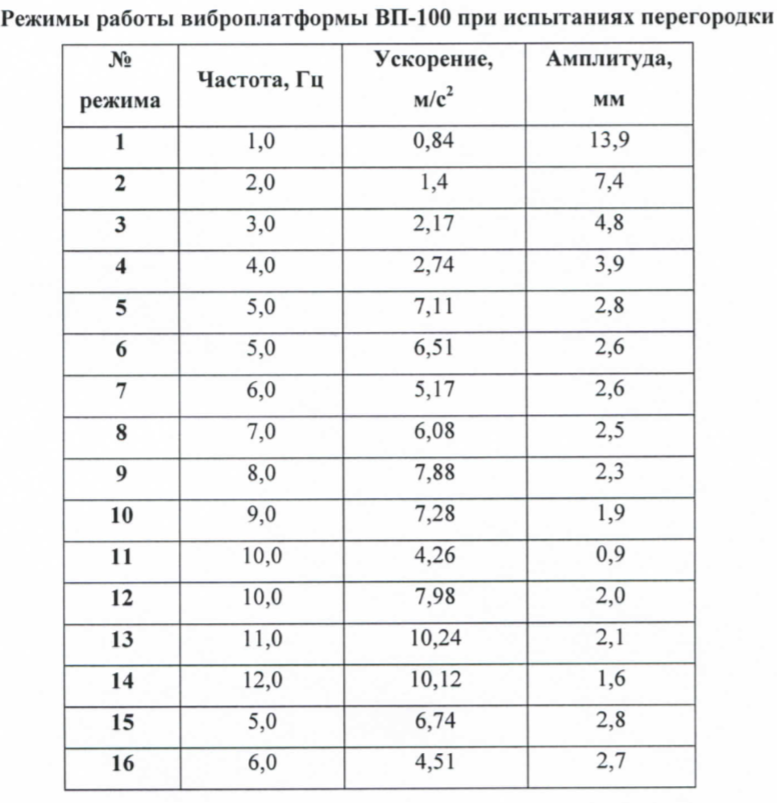 Режимы работы виброплатформы ВП-100 при испытаниях перегородки
№ режима Частота, Гц Ускорение, м/с² Амплитуда, мм
1 1,0 0,84 13,9
2 2,0 1,4 7,4
3 3,0 2,17 4,8
4 4,0 2,74 3,9
5 5,0 7,11 2,8
6 5,0 6,51 2,6
7 6,0 5,17 2,6
8 7,0 6,08 2,5
9 8,0 7,88 2,3
10 9,0 7,28 1,9
11 10,0 4,26 0,9
12 10,0 7,98 2,0
13 11,0 10,24 2,1
14 12,0 10,12 1,6
15 5,0 6,74 2,8
16 6,0 4,51 2,7